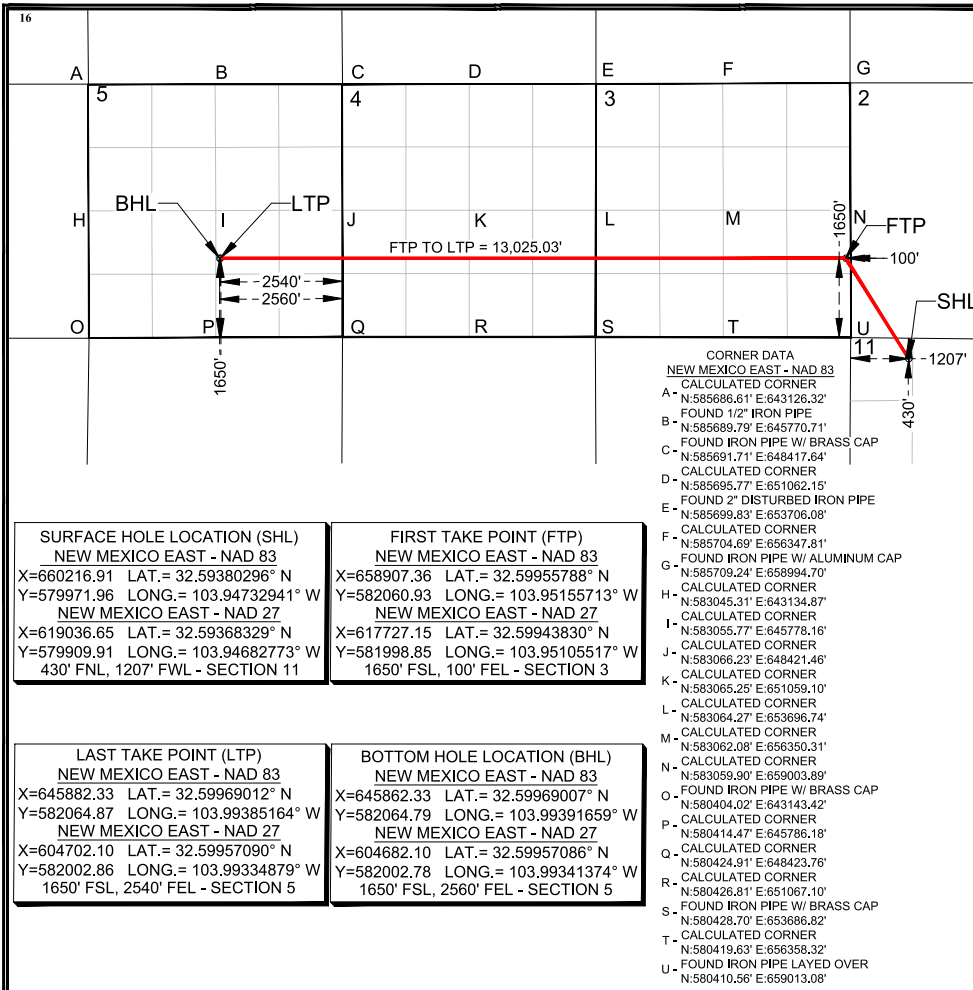 16
A B C D E F G
5 4 3 2
BHL LTP
H I J K L M N
FTP
FTP TO LTP = 13,025.03'
1650'
100'
2540'
2560'
SHL
O P Q R S T U
11
1207'
1650'
430'
CORNER DATA
NEW MEXICO EAST - NAD 83
A - CALCULATED CORNER
N:585686.61' E:643126.32'
B - FOUND 1/2" IRON PIPE
N:585689.79' E:645770.71'
C - FOUND IRON PIPE W/ BRASS CAP
N:585691.71' E:648417.64'
D - CALCULATED CORNER
N:585695.77' E:651062.15'
E - FOUND 2" DISTURBED IRON PIPE
N:585699.83' E:653706.08'
F - CALCULATED CORNER
N:585704.69' E:656347.81'
G - FOUND IRON PIPE W/ ALUMINUM CAP
N:585709.24' E:658994.70'
H - CALCULATED CORNER
N:583045.31' E:643134.87'
I - CALCULATED CORNER
N:583055.77' E:645778.16'
J - CALCULATED CORNER
N:583066.23' E:648421.46'
K - CALCULATED CORNER
N:583065.25' E:651059.10'
L - CALCULATED CORNER
N:583064.27' E:653696.74'
M - CALCULATED CORNER
N:583062.08' E:656350.31'
N - CALCULATED CORNER
N:583059.90' E:659003.89'
O - FOUND IRON PIPE W/ BRASS CAP
N:580404.02' E:643143.42'
P - CALCULATED CORNER
N:580414.47' E:645786.18'
Q - CALCULATED CORNER
N:580424.91' E:648423.76'
R - CALCULATED CORNER
N:580426.81' E:651067.10'
S - FOUND IRON PIPE W/ BRASS CAP
N:580428.70' E:653686.82'
T - CALCULATED CORNER
N:580419.63' E:656358.32'
U - FOUND IRON PIPE LAYED OVER
N:580410.56' E:659013.08'
SURFACE HOLE LOCATION (SHL)
NEW MEXICO EAST - NAD 83
X=660216.91 LAT.= 32.59380296° N
Y=579971.96 LONG.= 103.94732941° W
NEW MEXICO EAST - NAD 27
X=619036.65 LAT.= 32.59368329° N
Y=579909.91 LONG.= 103.94682773° W
430' FNL, 1207' FWL - SECTION 11
FIRST TAKE POINT (FTP)
NEW MEXICO EAST - NAD 83
X=658907.36 LAT.= 32.59955788° N
Y=582060.93 LONG.= 103.95155713° W
NEW MEXICO EAST - NAD 27
X=617727.15 LAT.= 32.59943830° N
Y=581998.85 LONG.= 103.95105517° W
1650' FSL, 100' FEL - SECTION 3
LAST TAKE POINT (LTP)
NEW MEXICO EAST - NAD 83
X=645882.33 LAT.= 32.59969012° N
Y=582064.87 LONG.= 103.99385164° W
NEW MEXICO EAST - NAD 27
X=604702.10 LAT.= 32.59957090° N
Y=582002.86 LONG.= 103.99334879° W
1650' FSL, 2540' FEL - SECTION 5
BOTTOM HOLE LOCATION (BHL)
NEW MEXICO EAST - NAD 83
X=645862.33 LAT.= 32.59969007° N
Y=582064.79 LONG.= 103.99391659° W
NEW MEXICO EAST - NAD 27
X=604682.10 LAT.= 32.59957086° N
Y=582002.78 LONG.= 103.99341374° W
1650' FSL, 2560' FEL - SECTION 5